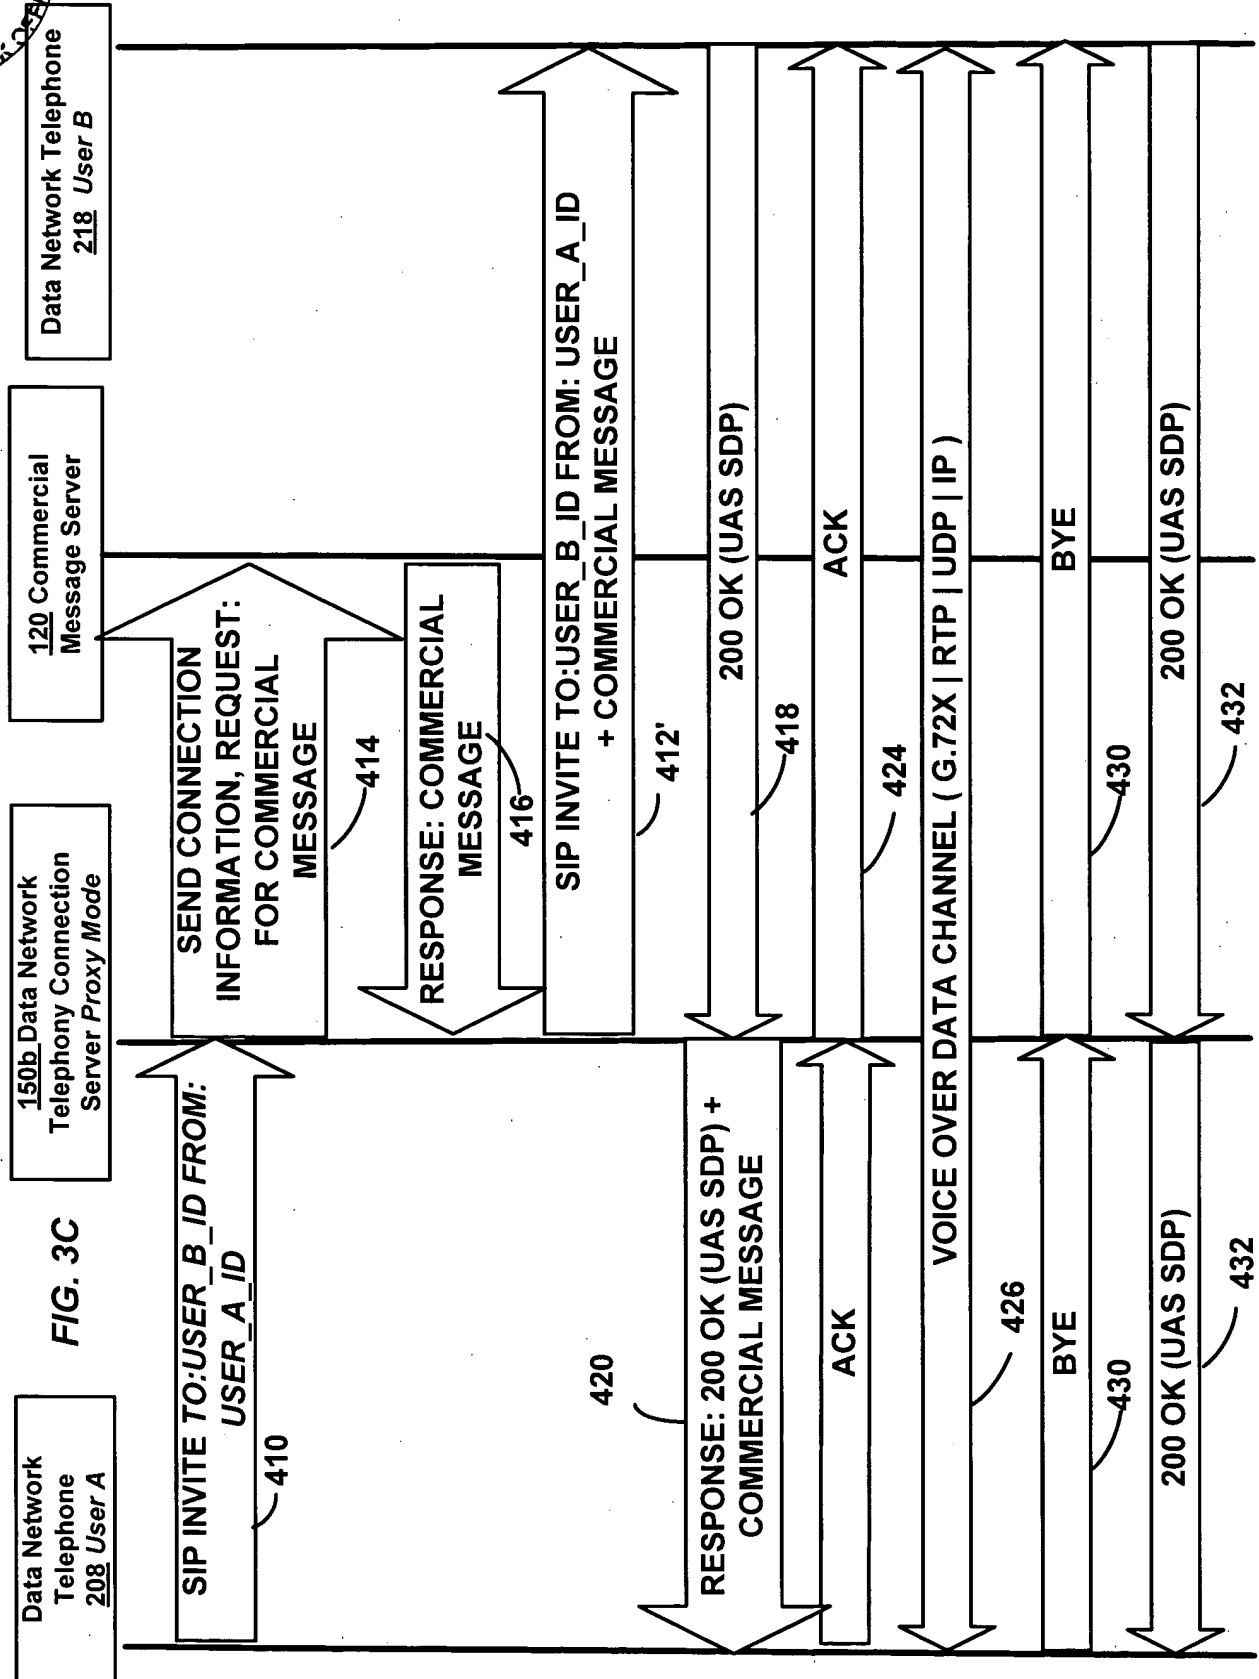 FIG. 3C
Data Network
Telephone
208 User A
150b Data Network
Telephony Connection
Server Proxy Mode
120 Commercial
Message Server
Data Network Telephone
218 User B
SIP INVITE TO:USER_B_ID FROM:
USER_A_ID
410
SEND CONNECTION
INFORMATION, REQUEST:
FOR COMMERCIAL
MESSAGE
414
RESPONSE: COMMERCIAL
MESSAGE
416
SIP INVITE TO:USER_B_ID FROM: USER_A_ID
+ COMMERCIAL MESSAGE
412'
200 OK (UAS SDP)
418
420
RESPONSE: 200 OK (UAS SDP) +
COMMERCIAL MESSAGE
ACK
ACK
424
VOICE OVER DATA CHANNEL ( G.72X | RTP | UDP | IP )
426
BYE
430
BYE
430
200 OK (UAS SDP)
432
200 OK (UAS SDP)
432